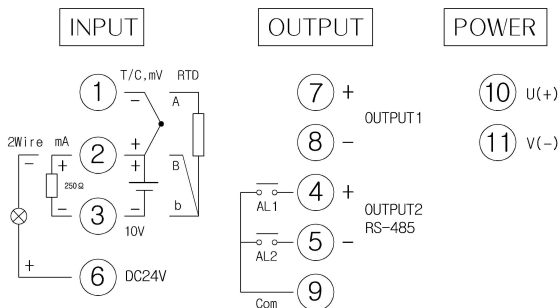 INPUT
OUTPUT
POWER
T/C,mV RTD
1
−
A
7 +
OUTPUT1
8 −
10 U(+)
11 V(−)
2Wire mA
−
+
2
+
+
B
250Ω
−
3
−
b
10V
+
6 DC24V
AL1
4 +
OUTPUT2
RS-485
AL2
5 −
Com
9